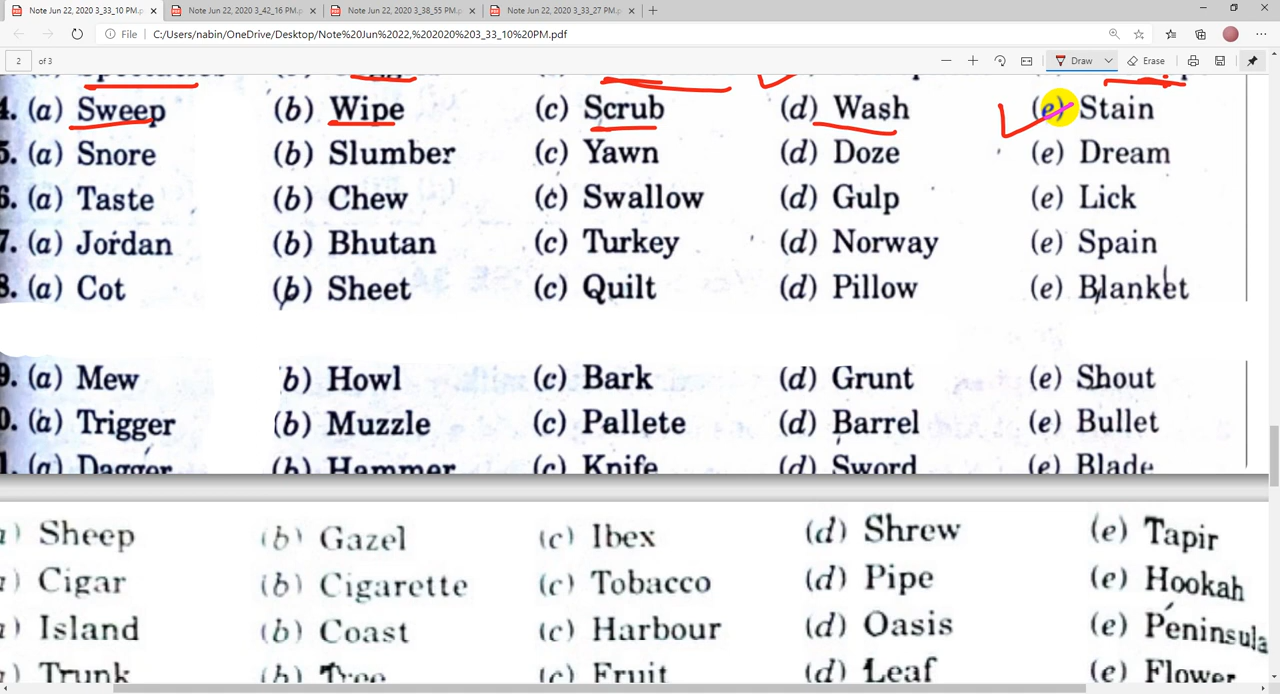 Note Jun 22, 2020 3_33_10 PM.p
Note Jun 22, 2020 3_42_16 PM.p
Note Jun 22, 2020 3_38_55 PM.p
Note Jun 22, 2020 3_33_27 PM.p
File C:/Users/nabin/OneDrive/Desktop/Note%20Jun%2022,%202020%203_33_10%20PM.pdf
2 of 3 Draw Erase
4. (a) Sweep (b) Wipe (c) Scrub (d) Wash (e) Stain
5. (a) Snore (b) Slumber (c) Yawn (d) Doze (e) Dream
6. (a) Taste (b) Chew (c) Swallow (d) Gulp (e) Lick
7. (a) Jordan (b) Bhutan (c) Turkey (d) Norway (e) Spain
8. (a) Cot (b) Sheet (c) Quilt (d) Pillow (e) Blanket
9. (a) Mew b) Howl (c) Bark (d) Grunt (e) Shout
0. (a) Trigger (b) Muzzle (c) Pallete (d) Barrel (e) Bullet
1. (a) Dagger (b) Hammer (c) Knife (d) Sword (e) Blade
) Sheep (b) Gazel (c) Ibex (d) Shrew (e) Tapir
) Cigar (b) Cigarette (c) Tobacco (d) Pipe (e) Hookah
) Island (b) Coast (c) Harbour (d) Oasis (e) Peninsula
) Trunk (b) Tree (c) Fruit (d) Leaf (e) Flower